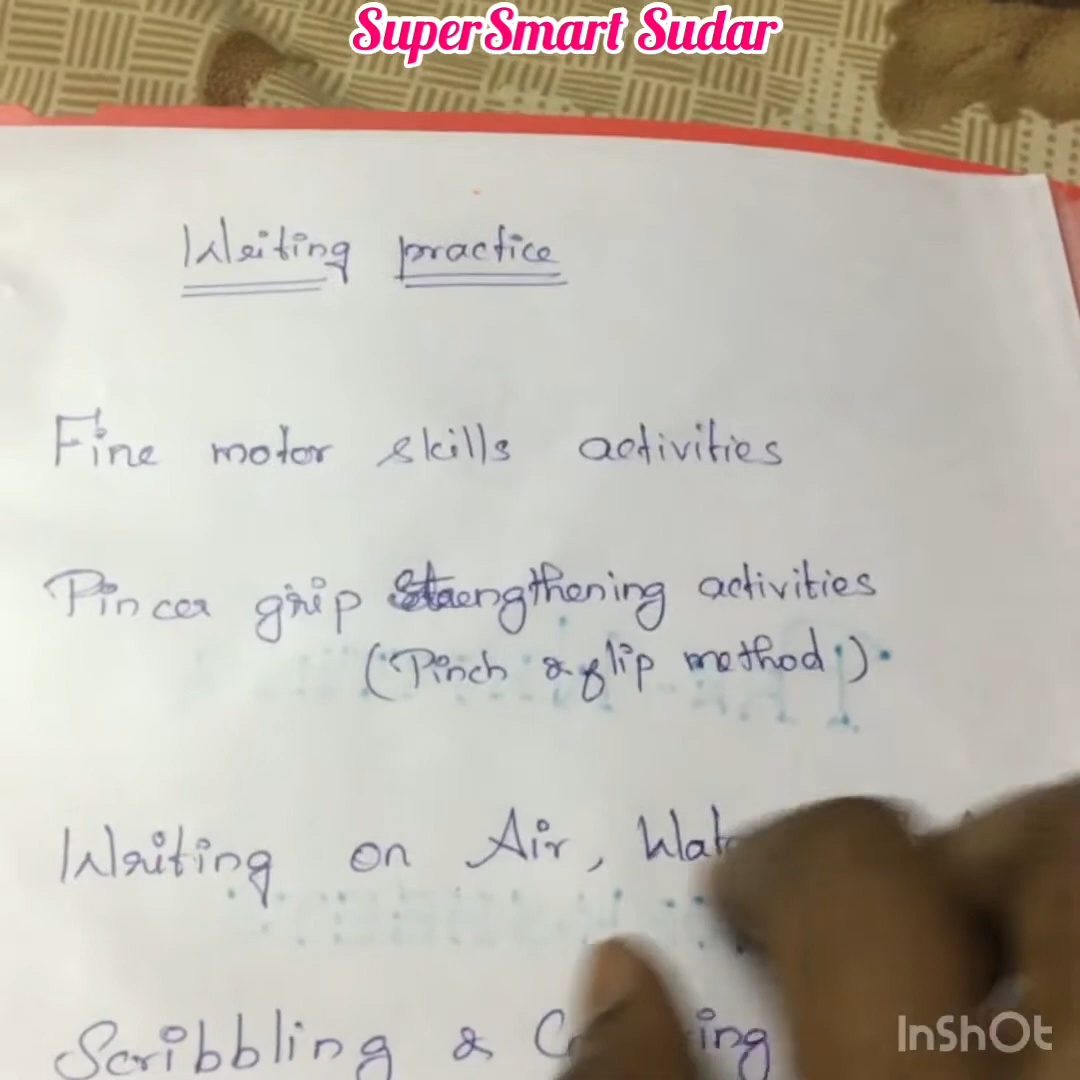 SuperSmart Sudar
Writing practice
Fine motor skills activities
Pincer grip Strengthening activities
(Pinch & flip method)
Writing on Air,
Scribbling &
InShOt